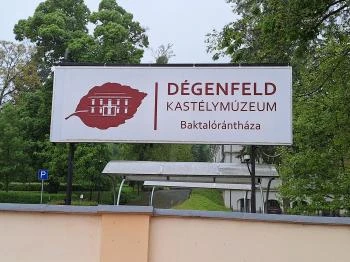 DÉGENFELD
KASTÉLYMÚZEUM
Baktalórántháza
P